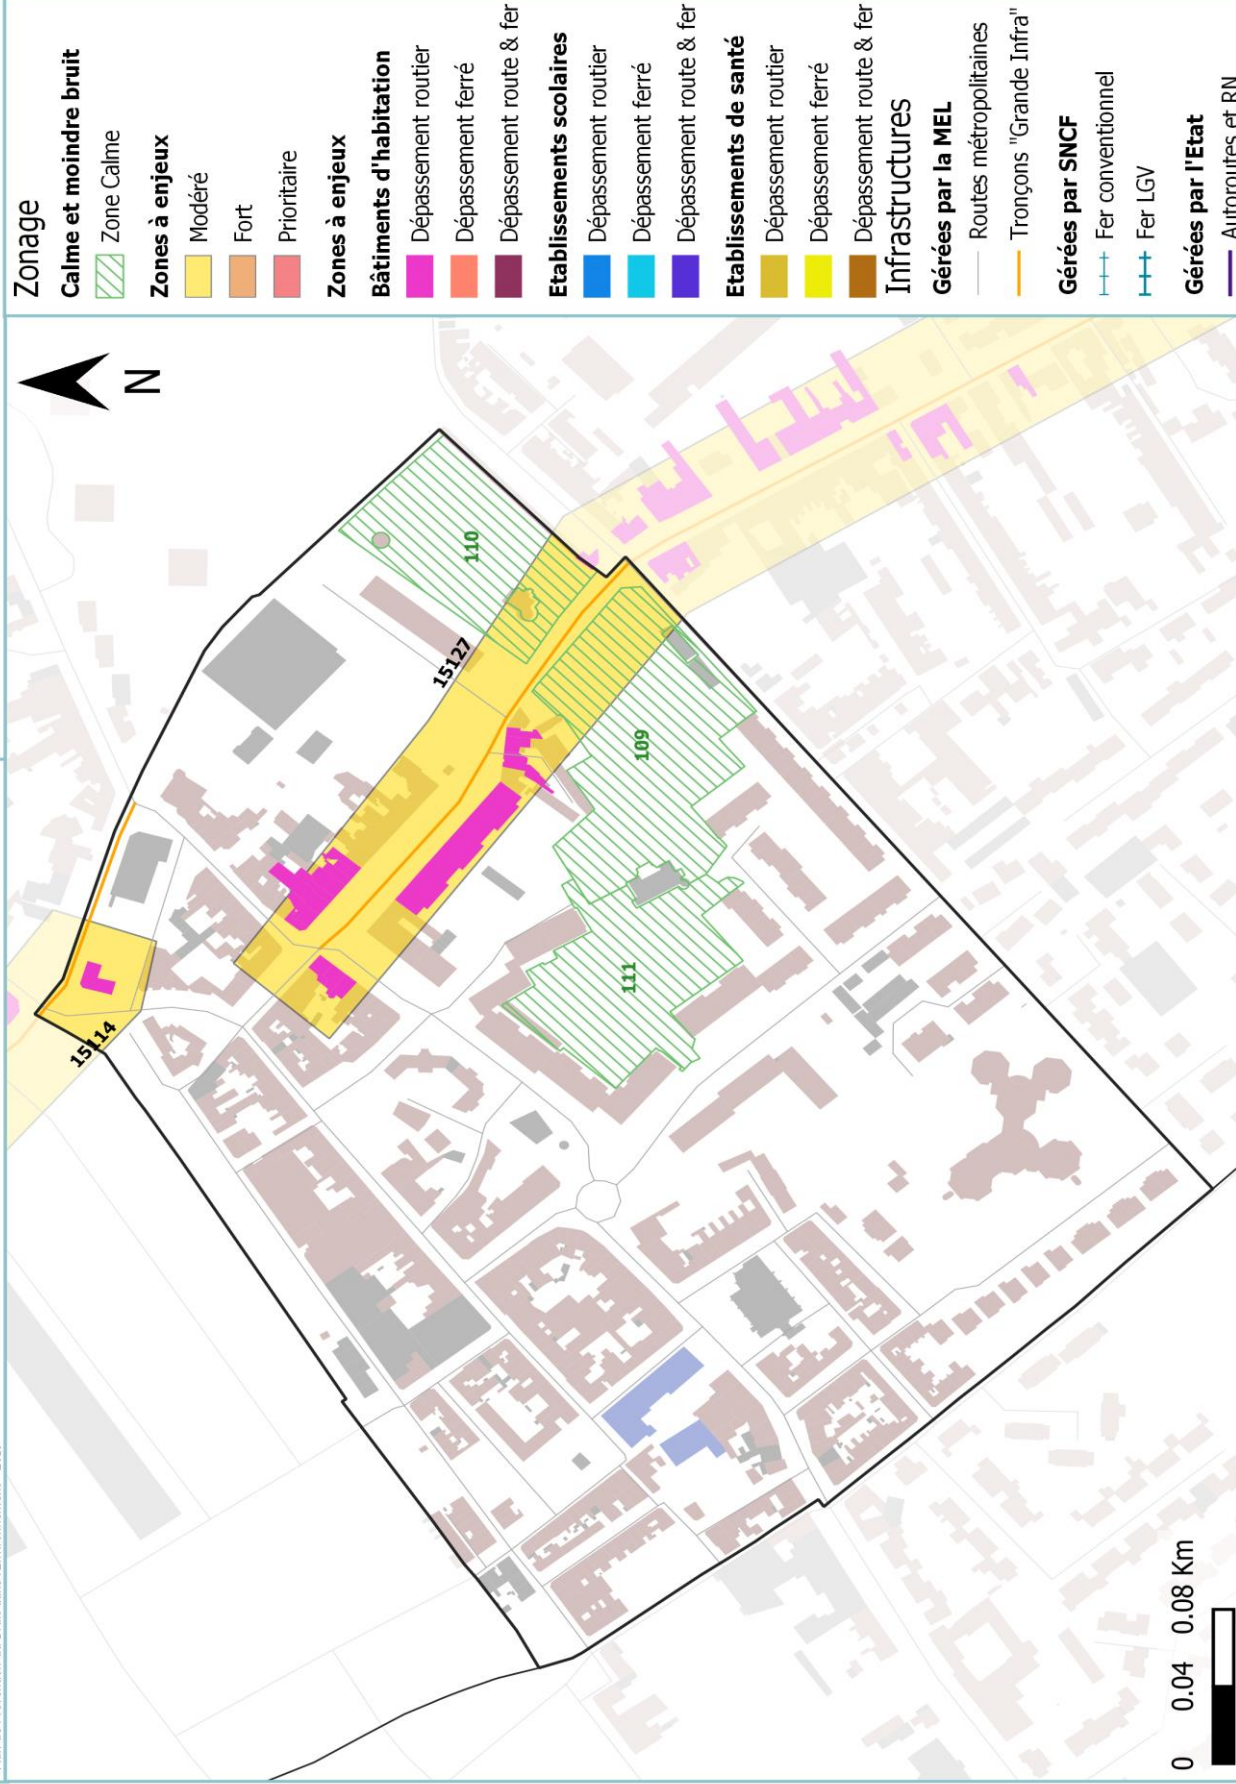 Zonage
Calme et moindre bruit
Zone Calme
Zones à enjeux
Modéré
Fort
Prioritaire
Zones à enjeux
Bâtiments d'habitation
Dépassement routier
Dépassement ferré
Dépassement route & fer
Etablissements scolaires
Dépassement routier
Dépassement ferré
Dépassement route & fer
Etablissements de santé
Dépassement routier
Dépassement ferré
Dépassement route & fer
Infrastructures
Gérées par la MEL
Routes métropolitaines
Tronçons "Grande Infra"
Gérées par SNCF
Fer conventionnel
Fer LGV
Gérées par l'Etat
Autoroutes et RN
N
110
15127
109
111
15114
0 0.04 0.08 Km